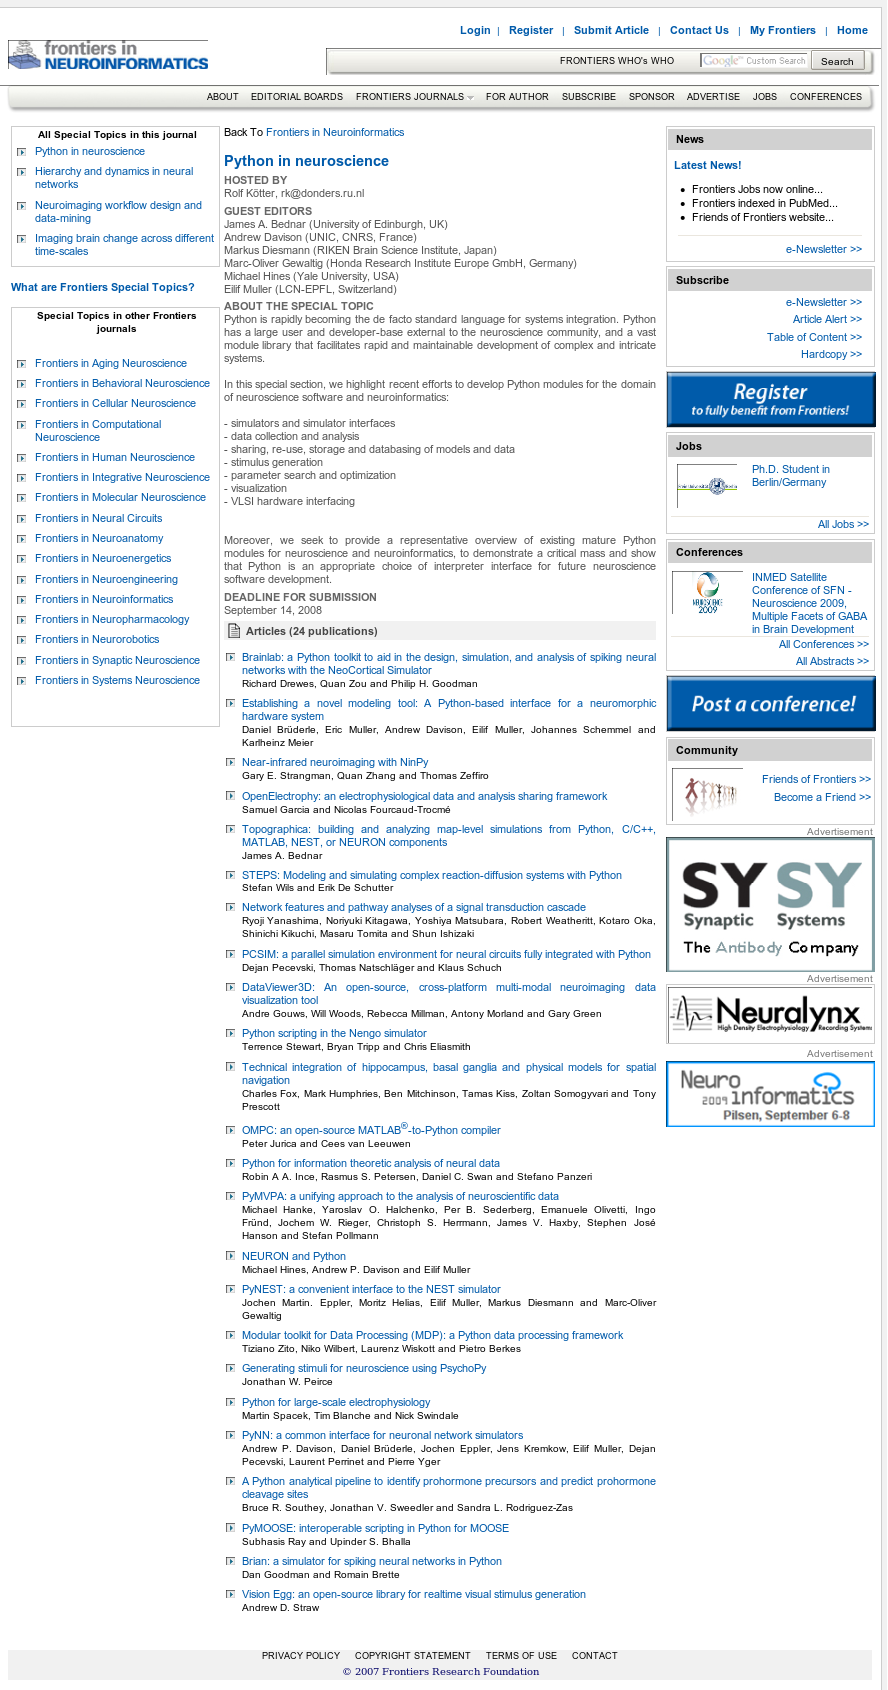 Login | Register | Submit Article | Contact Us | My Frontiers | Home
frontiers in
NEUROINFORMATICS
FRONTIERS WHO's WHO Google™ Custom Search Search
ABOUT EDITORIAL BOARDS FRONTIERS JOURNALS FOR AUTHOR SUBSCRIBE SPONSOR ADVERTISE JOBS CONFERENCES
All Special Topics in this journal
Python in neuroscience
Hierarchy and dynamics in neural
networks
Neuroimaging workflow design and
data-mining
Imaging brain change across different
time-scales
What are Frontiers Special Topics?
Special Topics in other Frontiers
journals
Frontiers in Aging Neuroscience
Frontiers in Behavioral Neuroscience
Frontiers in Cellular Neuroscience
Frontiers in Computational
Neuroscience
Frontiers in Human Neuroscience
Frontiers in Integrative Neuroscience
Frontiers in Molecular Neuroscience
Frontiers in Neural Circuits
Frontiers in Neuroanatomy
Frontiers in Neuroenergetics
Frontiers in Neuroengineering
Frontiers in Neuroinformatics
Frontiers in Neuropharmacology
Frontiers in Neurorobotics
Frontiers in Synaptic Neuroscience
Frontiers in Systems Neuroscience
Back To Frontiers in Neuroinformatics
Python in neuroscience
HOSTED BY
Rolf Kötter, rk@donders.ru.nl
GUEST EDITORS
James A. Bednar (University of Edinburgh, UK)
Andrew Davison (UNIC, CNRS, France)
Markus Diesmann (RIKEN Brain Science Institute, Japan)
Marc-Oliver Gewaltig (Honda Research Institute Europe GmbH, Germany)
Michael Hines (Yale University, USA)
Eilif Muller (LCN-EPFL, Switzerland)
ABOUT THE SPECIAL TOPIC
Python is rapidly becoming the de facto standard language for systems integration. Python
has a large user and developer-base external to the neuroscience community, and a vast
module library that facilitates rapid and maintainable development of complex and intricate
systems.
In this special section, we highlight recent efforts to develop Python modules for the domain
of neuroscience software and neuroinformatics:
- simulators and simulator interfaces
- data collection and analysis
- sharing, re-use, storage and databasing of models and data
- stimulus generation
- parameter search and optimization
- visualization
- VLSI hardware interfacing
Moreover, we seek to provide a representative overview of existing mature Python
modules for neuroscience and neuroinformatics, to demonstrate a critical mass and show
that Python is an appropriate choice of interpreter interface for future neuroscience
software development.
DEADLINE FOR SUBMISSION
September 14, 2008
Articles (24 publications)
Brainlab: a Python toolkit to aid in the design, simulation, and analysis of spiking neural
networks with the NeoCortical Simulator
Richard Drewes, Quan Zou and Philip H. Goodman
Establishing a novel modeling tool: A Python-based interface for a neuromorphic
hardware system
Daniel Brüderle, Eric Muller, Andrew Davison, Eilif Muller, Johannes Schemmel and
Karlheinz Meier
Near-infrared neuroimaging with NinPy
Gary E. Strangman, Quan Zhang and Thomas Zeffiro
OpenElectrophy: an electrophysiological data and analysis sharing framework
Samuel Garcia and Nicolas Fourcaud-Trocmé
Topographica: building and analyzing map-level simulations from Python, C/C++,
MATLAB, NEST, or NEURON components
James A. Bednar
STEPS: Modeling and simulating complex reaction-diffusion systems with Python
Stefan Wils and Erik De Schutter
Network features and pathway analyses of a signal transduction cascade
Ryoji Yanashima, Noriyuki Kitagawa, Yoshiya Matsubara, Robert Weatheritt, Kotaro Oka,
Shinichi Kikuchi, Masaru Tomita and Shun Ishizaki
PCSIM: a parallel simulation environment for neural circuits fully integrated with Python
Dejan Pecevski, Thomas Natschläger and Klaus Schuch
DataViewer3D: An open-source, cross-platform multi-modal neuroimaging data
visualization tool
Andre Gouws, Will Woods, Rebecca Millman, Antony Morland and Gary Green
Python scripting in the Nengo simulator
Terrence Stewart, Bryan Tripp and Chris Eliasmith
Technical integration of hippocampus, basal ganglia and physical models for spatial
navigation
Charles Fox, Mark Humphries, Ben Mitchinson, Tamas Kiss, Zoltan Somogyvari and Tony
Prescott
OMPC: an open-source MATLAB®-to-Python compiler
Peter Jurica and Cees van Leeuwen
Python for information theoretic analysis of neural data
Robin A A. Ince, Rasmus S. Petersen, Daniel C. Swan and Stefano Panzeri
PyMVPA: a unifying approach to the analysis of neuroscientific data
Michael Hanke, Yaroslav O. Halchenko, Per B. Sederberg, Emanuele Olivetti, Ingo
Fründ, Jochem W. Rieger, Christoph S. Herrmann, James V. Haxby, Stephen José
Hanson and Stefan Pollmann
NEURON and Python
Michael Hines, Andrew P. Davison and Eilif Muller
PyNEST: a convenient interface to the NEST simulator
Jochen Martin. Eppler, Moritz Helias, Eilif Muller, Markus Diesmann and Marc-Oliver
Gewaltig
Modular toolkit for Data Processing (MDP): a Python data processing framework
Tiziano Zito, Niko Wilbert, Laurenz Wiskott and Pietro Berkes
Generating stimuli for neuroscience using PsychoPy
Jonathan W. Peirce
Python for large-scale electrophysiology
Martin Spacek, Tim Blanche and Nick Swindale
PyNN: a common interface for neuronal network simulators
Andrew P. Davison, Daniel Brüderle, Jochen Eppler, Jens Kremkow, Eilif Muller, Dejan
Pecevski, Laurent Perrinet and Pierre Yger
A Python analytical pipeline to identify prohormone precursors and predict prohormone
cleavage sites
Bruce R. Southey, Jonathan V. Sweedler and Sandra L. Rodriguez-Zas
PyMOOSE: interoperable scripting in Python for MOOSE
Subhasis Ray and Upinder S. Bhalla
Brian: a simulator for spiking neural networks in Python
Dan Goodman and Romain Brette
Vision Egg: an open-source library for realtime visual stimulus generation
Andrew D. Straw
News
Latest News!
Frontiers Jobs now online...
Frontiers indexed in PubMed...
Friends of Frontiers website...
e-Newsletter >>
Subscribe
e-Newsletter >>
Article Alert >>
Table of Content >>
Hardcopy >>
Register
to fully benefit from Frontiers!
Jobs
Ph.D. Student in
Berlin/Germany
All Jobs >>
Conferences
NEUROSCIENCE
2009
INMED Satellite
Conference of SFN -
Neuroscience 2009,
Multiple Facets of GABA
in Brain Development
All Conferences >>
All Abstracts >>
Post a conference!
Community
Friends of Frontiers >>
Become a Friend >>
Advertisement
SYSY
Synaptic Systems
The Antibody Company
Advertisement
Neuralynx
High Density Electrophysiology Recording Systems
Advertisement
Neuro
2009 informatics
Pilsen, September 6-8
PRIVACY POLICY COPYRIGHT STATEMENT TERMS OF USE CONTACT
© 2007 Frontiers Research Foundation